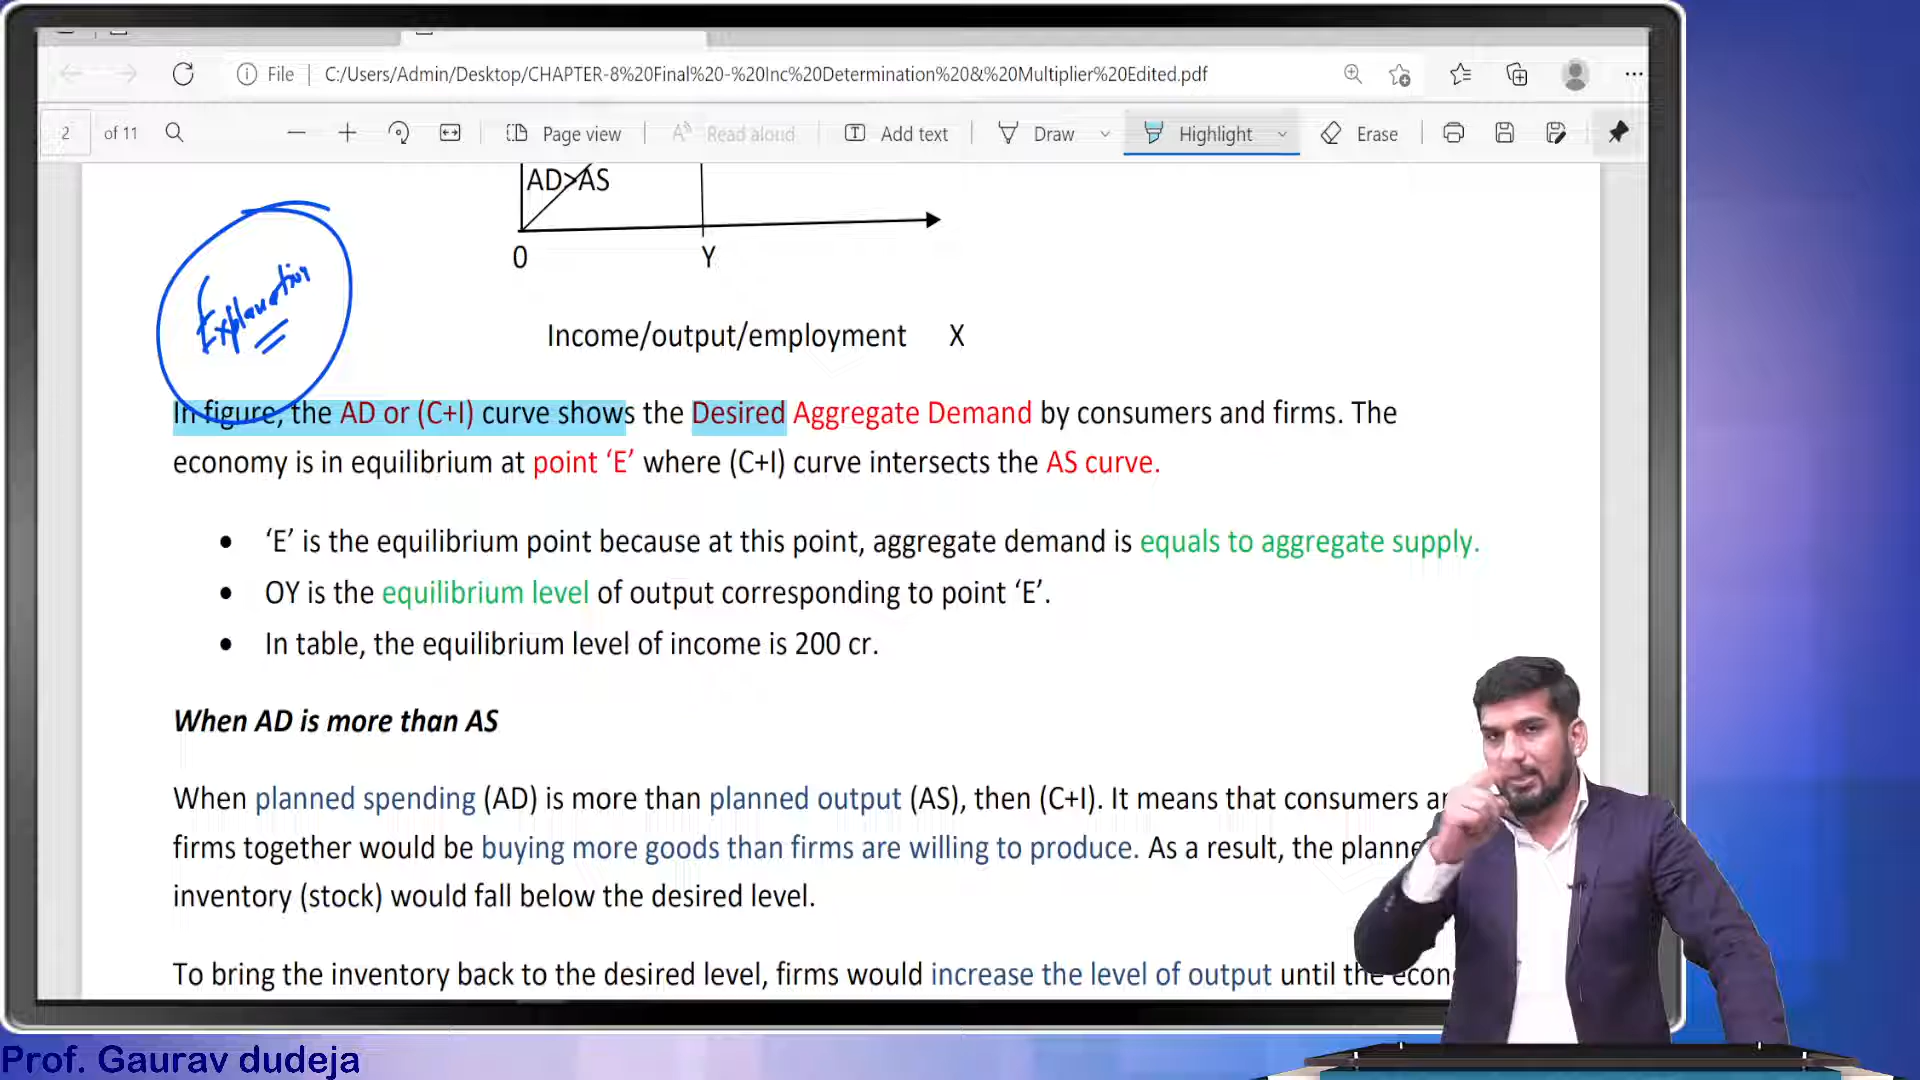 File C:/Users/Admin/Desktop/CHAPTER-8%20Final%20-%20Inc%20Determination%20&%20Multiplier%20Edited.pdf
2 of 11 Page view Read aloud Add text Draw Highlight Erase
AD>AS
0 Y
Explanation
Income/output/employment X
In figure, the AD or (C+I) curve shows the Desired Aggregate Demand by consumers and firms. The
economy is in equilibrium at point ‘E’ where (C+I) curve intersects the AS curve.
• ‘E’ is the equilibrium point because at this point, aggregate demand is equals to aggregate supply.
• OY is the equilibrium level of output corresponding to point ‘E’.
• In table, the equilibrium level of income is 200 cr.
When AD is more than AS
When planned spending (AD) is more than planned output (AS), then (C+I). It means that consumers
firms together would be buying more goods than firms are willing to produce. As a result, the
inventory (stock) would fall below the desired level.
To bring the inventory back to the desired level, firms would increase the level of output until the
Prof. Gaurav dudeja